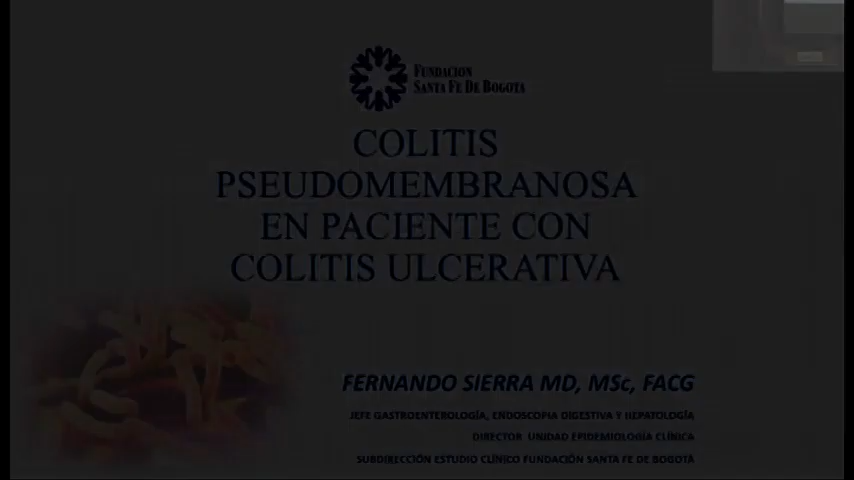 FUNDACION
SANTA FE DE BOGOTA
COLITIS
PSEUDOMEMBRANOSA
EN PACIENTE CON
COLITIS ULCERATIVA
FERNANDO SIERRA MD, MSc, FACG
JEFE GASTROENTEROLOGÍA, ENDOSCOPIA DIGESTIVA Y HEPATOLOGÍA
DIRECTOR UNIDAD EPIDEMIOLOGÍA CLÍNICA
SUBDIRECCIÓN ESTUDIO CLÍNICO FUNDACIÓN SANTA FE DE BOGOTÁ